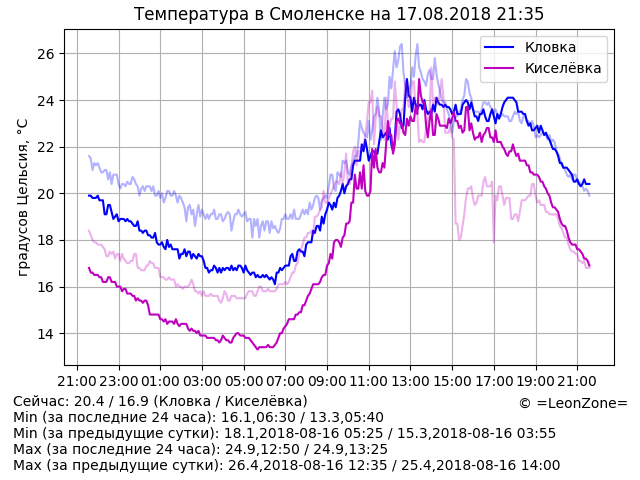 Температура в Смоленске на 17.08.2018 21:35
Кловка
Киселёвка
градусов Цельсия, °C
26
24
22
20
18
16
14
21:00 23:00 01:00 03:00 05:00 07:00 09:00 11:00 13:00 15:00 17:00 19:00 21:00
Сейчас: 20.4 / 16.9 (Кловка / Киселёвка)
© =LeonZone=
Min (за последние 24 часа): 16.1,06:30 / 13.3,05:40
Min (за предыдущие сутки): 18.1,2018-08-16 05:25 / 15.3,2018-08-16 03:55
Max (за последние 24 часа): 24.9,12:50 / 24.9,13:25
Max (за предыдущие сутки): 26.4,2018-08-16 12:35 / 25.4,2018-08-16 14:00